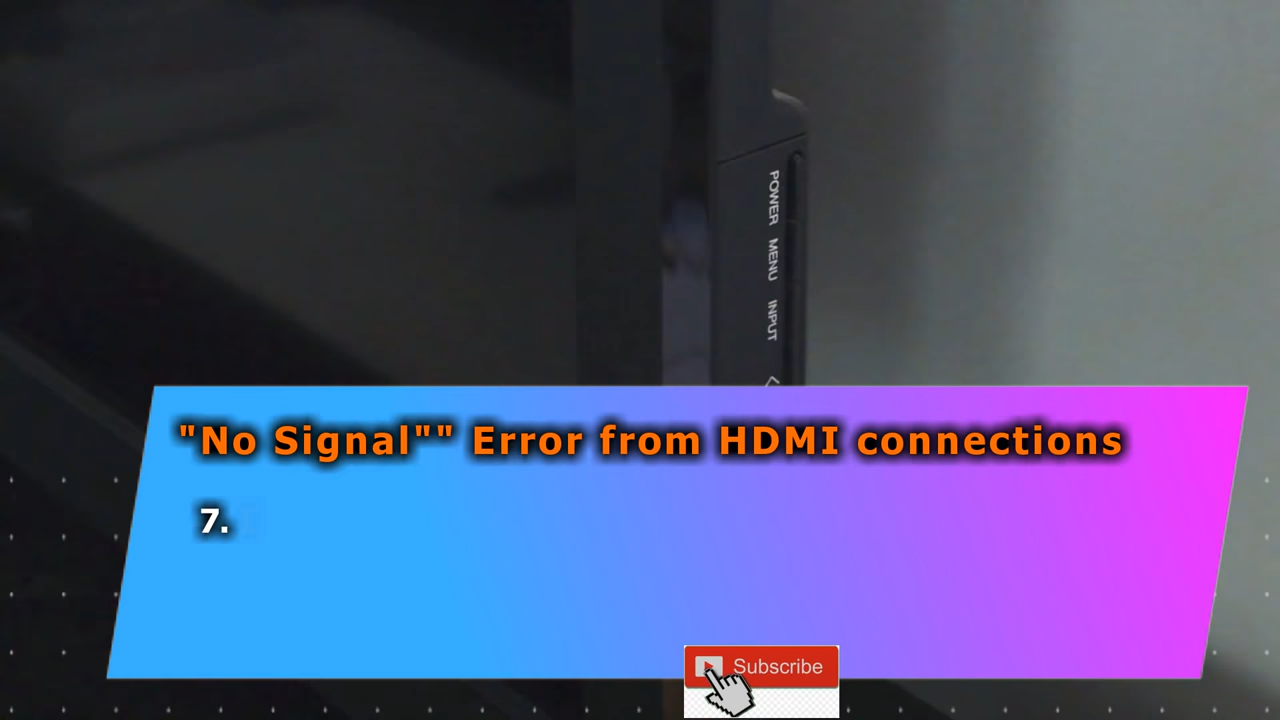 POWER MENU INPUT
"No Signal"" Error from HDMI connections
7.
Subscribe